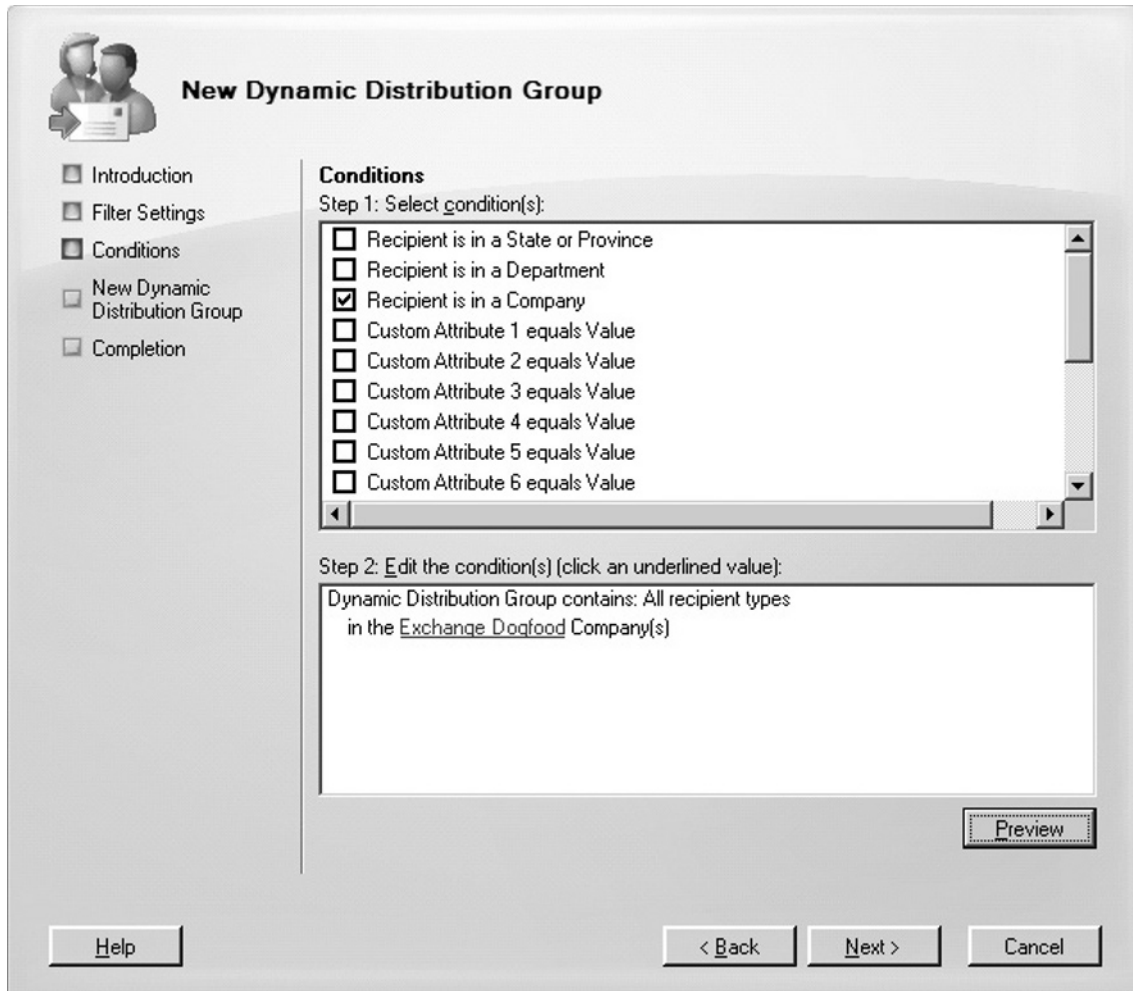 New Dynamic Distribution Group
Introduction
Filter Settings
Conditions
New Dynamic
Distribution Group
Completion
Conditions
Step 1: Select condition(s):
Recipient is in a State or Province
Recipient is in a Department
Recipient is in a Company
Custom Attribute 1 equals Value
Custom Attribute 2 equals Value
Custom Attribute 3 equals Value
Custom Attribute 4 equals Value
Custom Attribute 5 equals Value
Custom Attribute 6 equals Value
Step 2: Edit the condition(s) (click an underlined value):
Dynamic Distribution Group contains: All recipient types
in the Exchange Dogfood Company(s)
Preview
Help
< Back
Next >
Cancel